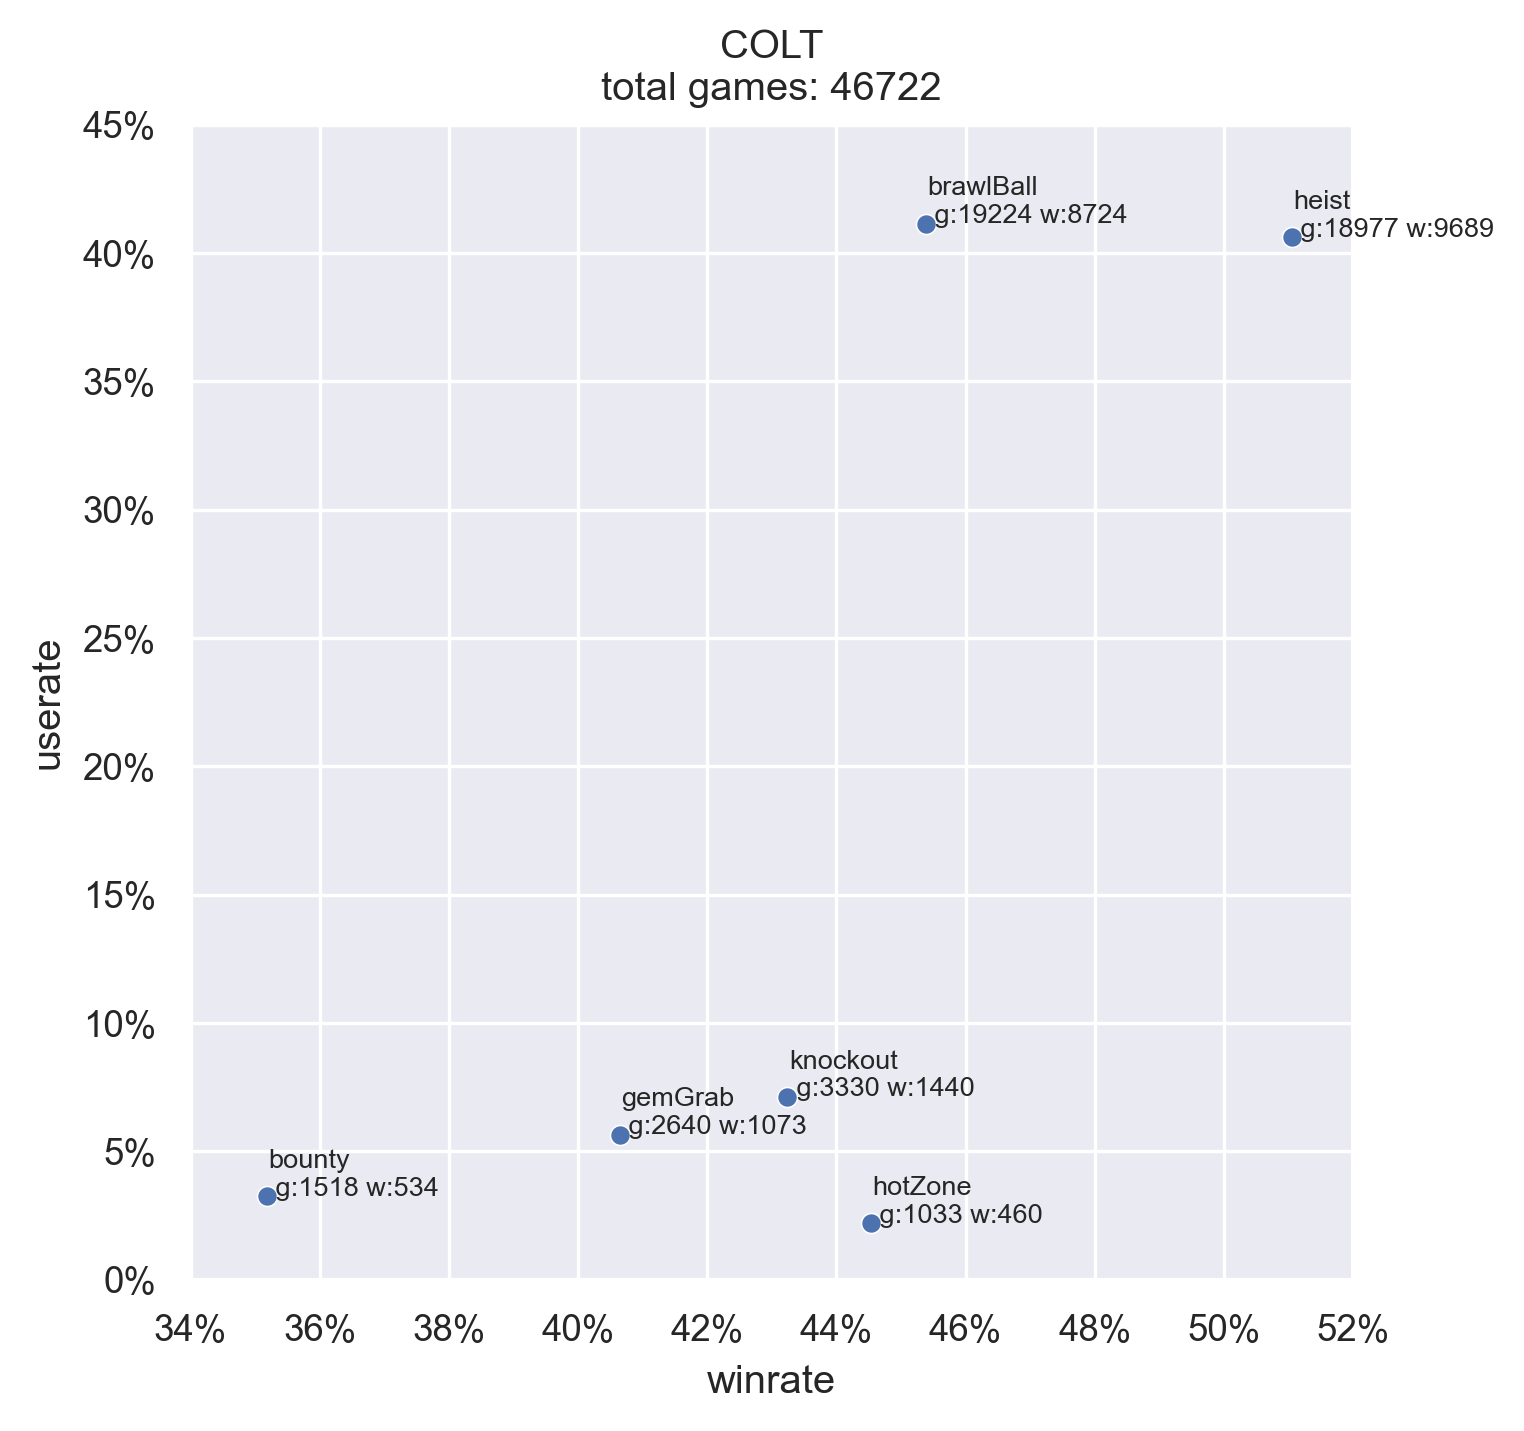 COLT
total games: 46722
45%
40%
35%
30%
25%
20%
15%
10%
5%
0%
userate
brawlBall
g:19224 w:8724
heist
g:18977 w:9689
knockout
g:3330 w:1440
gemGrab
g:2640 w:1073
bounty
g:1518 w:534
hotZone
g:1033 w:460
34% 36% 38% 40% 42% 44% 46% 48% 50% 52%
winrate